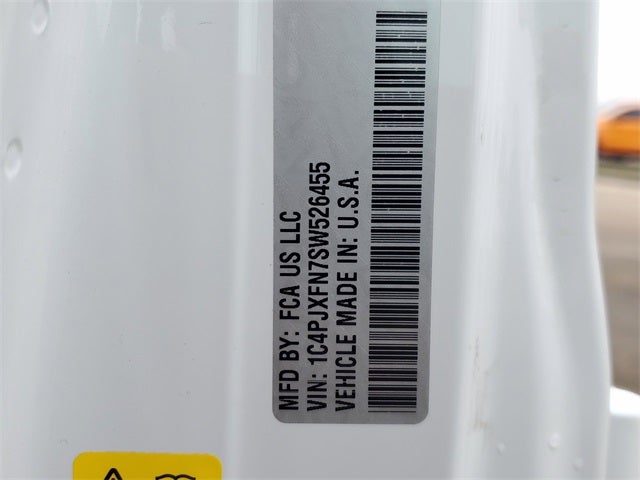 MFD BY: FCA US LLC
VIN: 1C4PJXFN7SW526455
VEHICLE MADE IN: U.S.A.